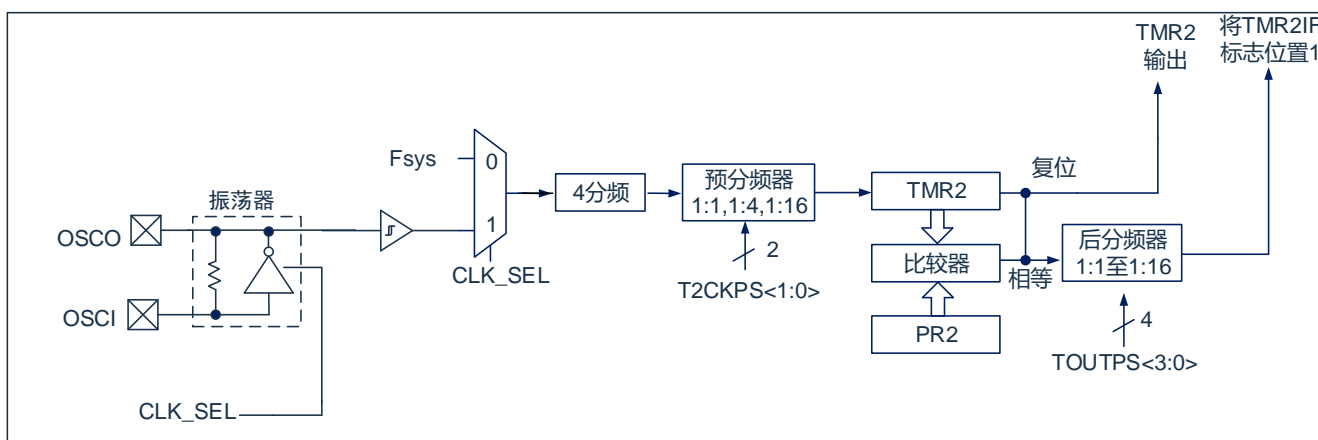 TMR2
输出
将TMR2IF
标志位置1
Fsys
0
1
CLK_SEL
4分频
预分频器
1:1,1:4,1:16
2
T2CKPS<1:0>
TMR2
复位
比较器
相等
PR2
后分频器
1:1至1:16
4
TOUTPS<3:0>
振荡器
OSCO
OSCI
CLK_SEL